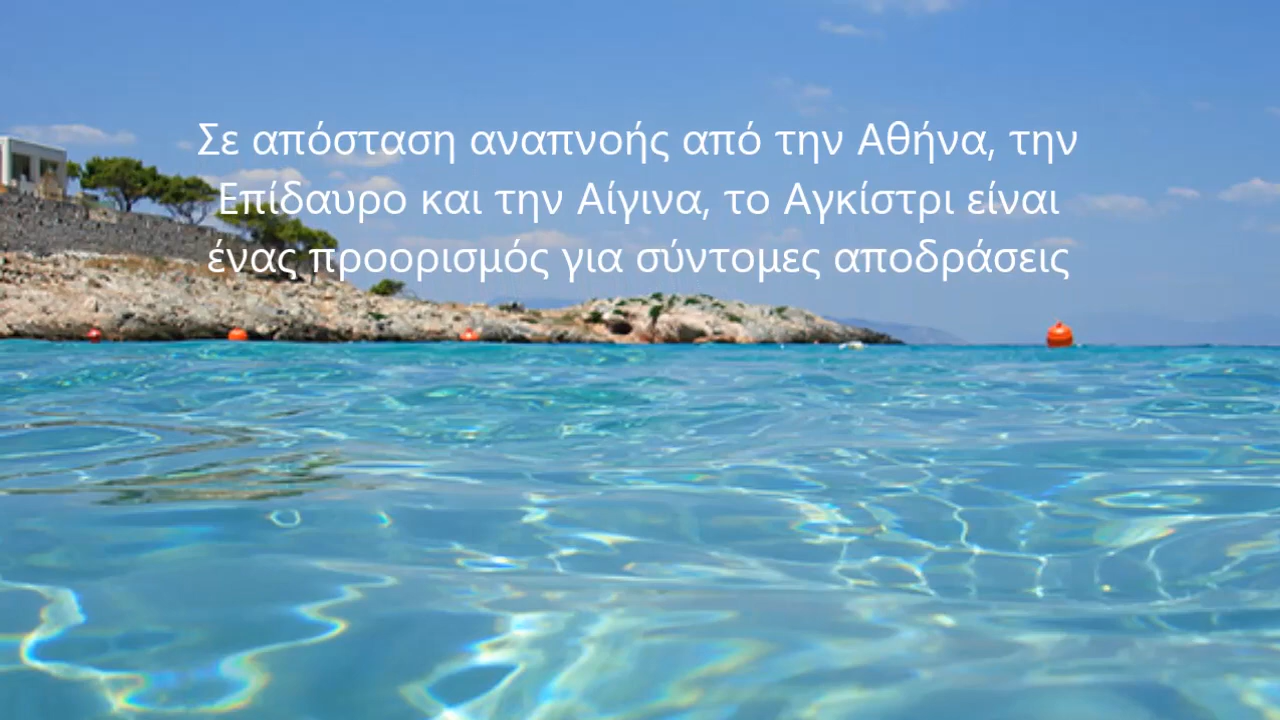 Σε απόσταση αναπνοής από την Αθήνα, την
Επίδαυρο και την Αίγινα, το Αγκίστρι είναι
ένας προορισμός για σύντομες αποδράσεις